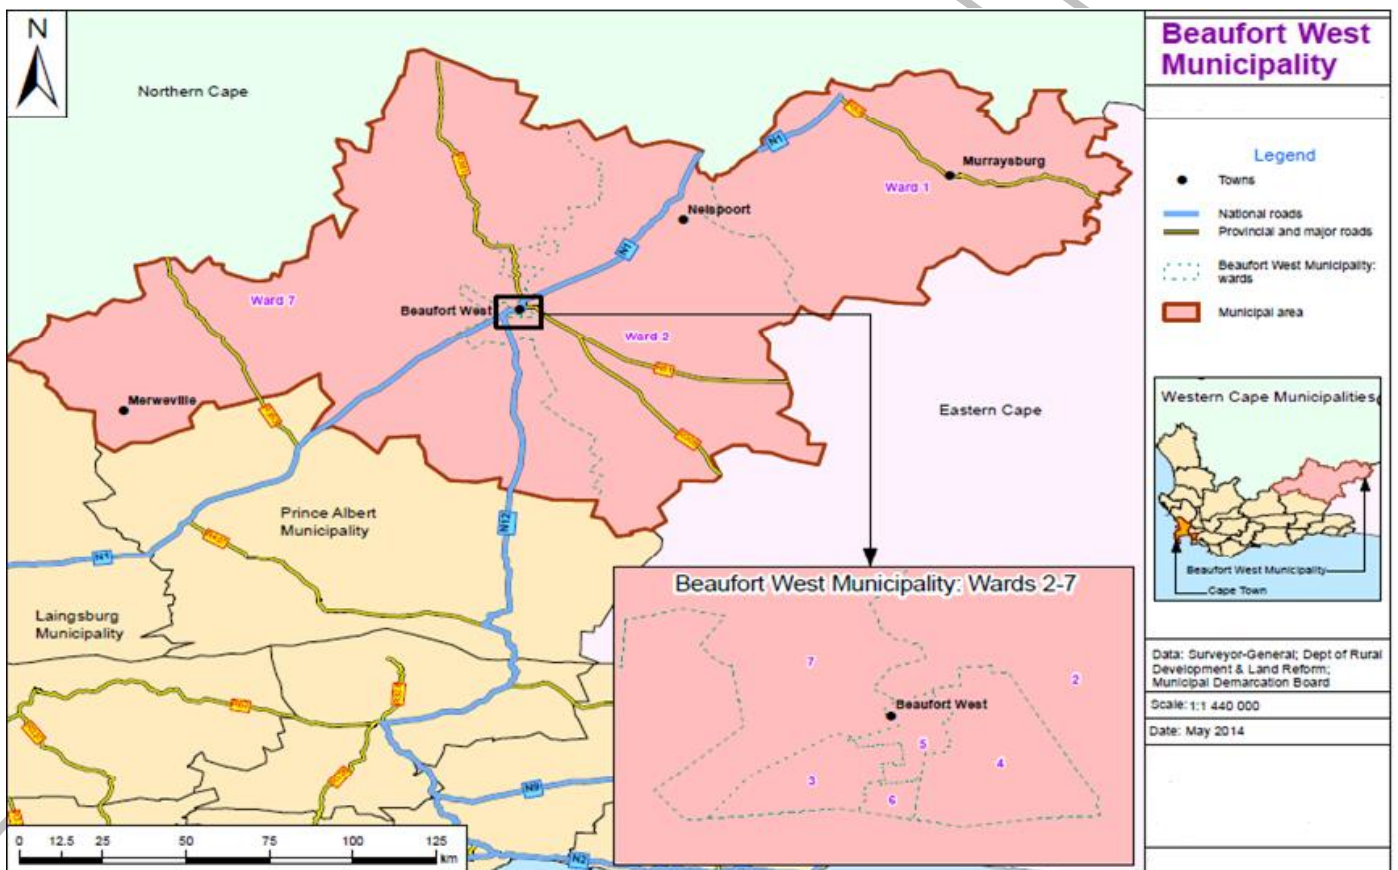 N
Northern Cape
Murraysburg
Ward 1
N1
Nelspoort
N1
Ward 7
Beaufort West
Ward 2
Merweville
Eastern Cape
Prince Albert
Municipality
N12
N1
Laingsburg
Municipality
N9
N2
0 12.5 25 50 75 100 125
km
Beaufort West Municipality: Wards 2-7
7
2
Beaufort West
5
4
3
6
Beaufort West
Municipality
Legend
Towns
National roads
Provincial and major roads
Beaufort West Municipality:
wards
Municipal area
Western Cape Municipalities
Beaufort West Municipality
Cape Town
Data: Surveyor-General; Dept of Rural
Development & Land Reform;
Municipal Demarcation Board
Scale: 1:1 440 000
Date: May 2014